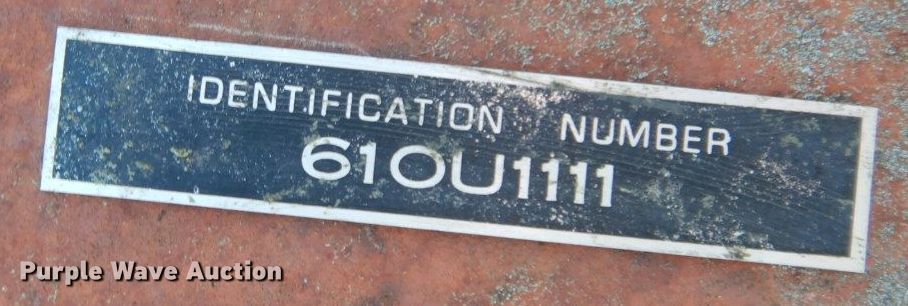 IDENTIFICATION NUMBER
610U1111
Purple Wave Auction